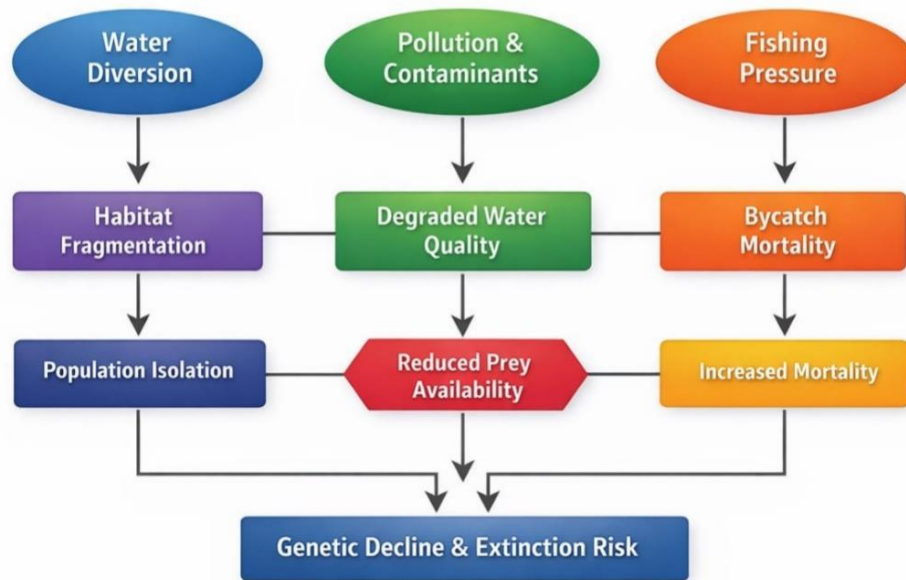 Water
Diversion
Pollution &
Contaminants
Fishing
Pressure
Habitat
Fragmentation
Degraded Water
Quality
Bycatch
Mortality
Population Isolation
Reduced Prey
Availability
Increased Mortality
Genetic Decline & Extinction Risk